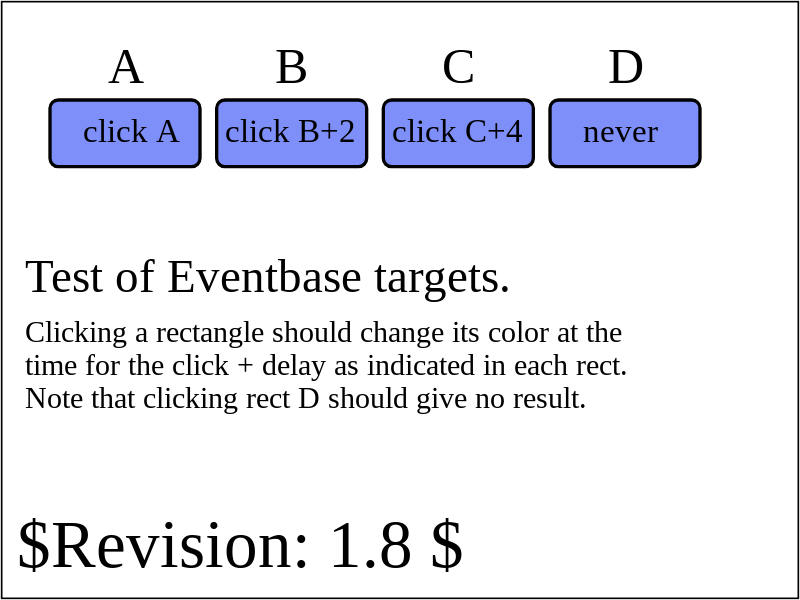 A B C D
click A click B+2 click C+4 never
Test of Eventbase targets.
Clicking a rectangle should change its color at the
time for the click + delay as indicated in each rect.
Note that clicking rect D should give no result.
$Revision: 1.8 $